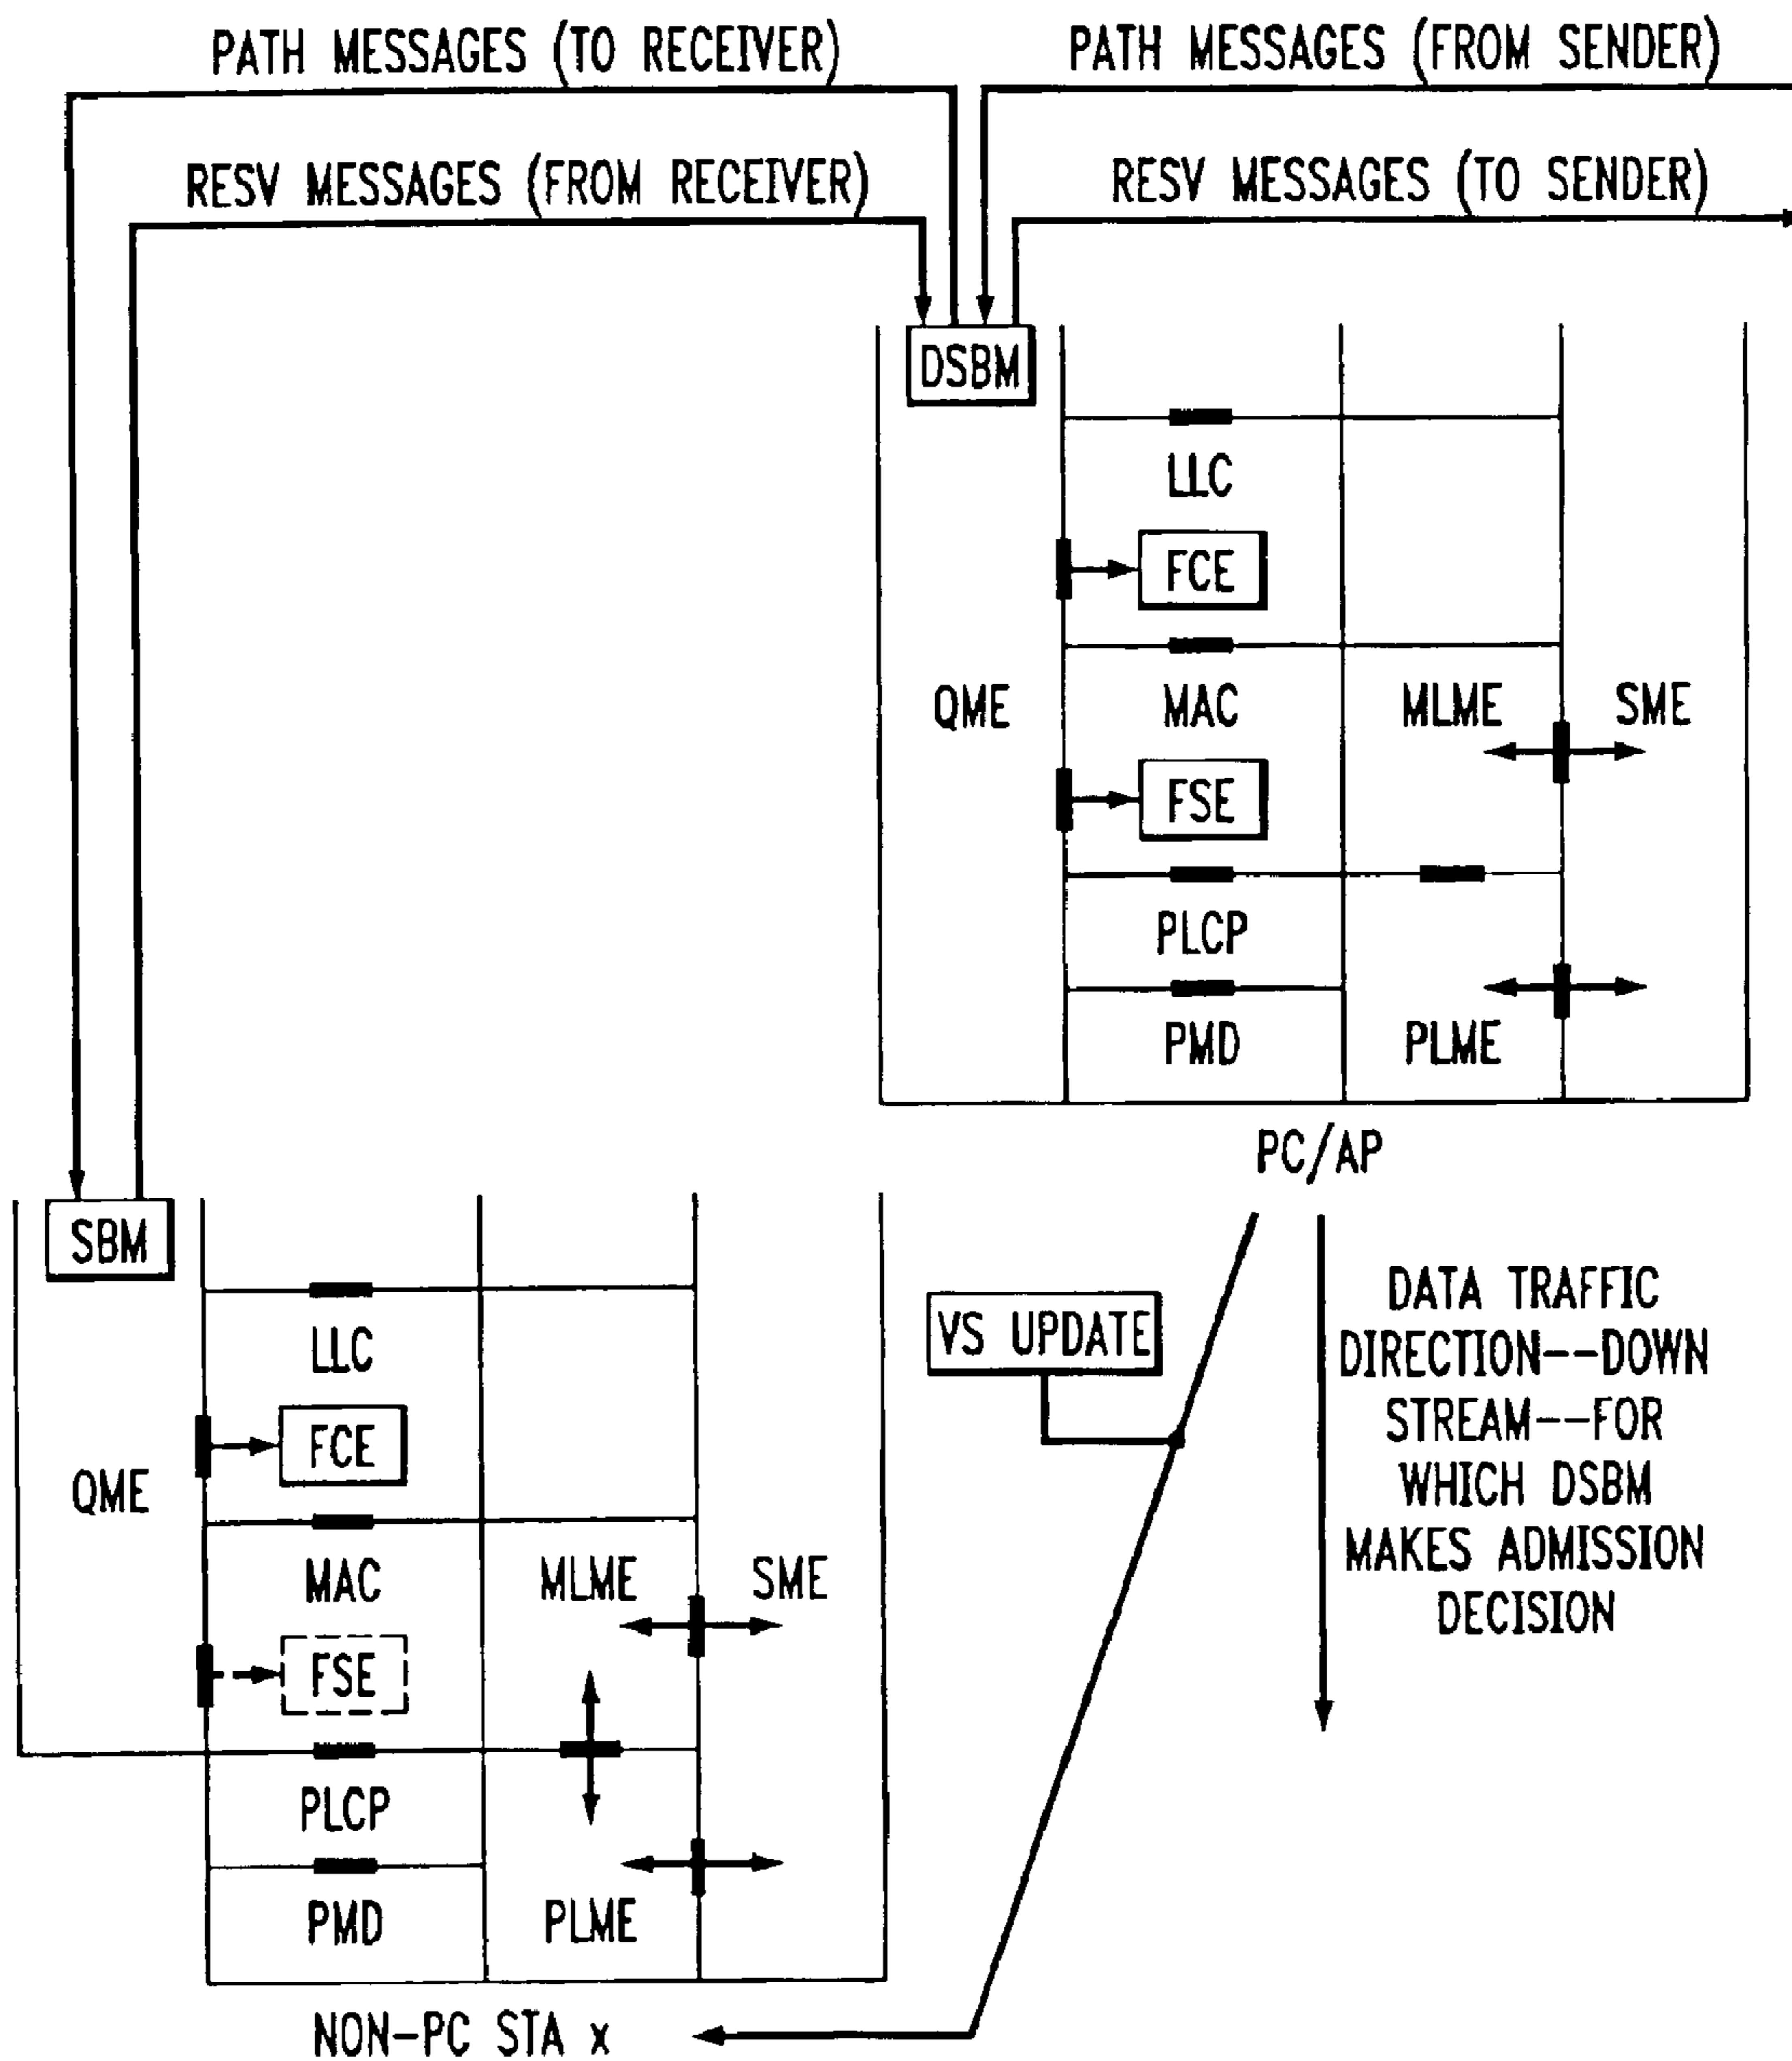 PATH MESSAGES (TO RECEIVER)
PATH MESSAGES (FROM SENDER)
RESV MESSAGES (FROM RECEIVER)
RESV MESSAGES (TO SENDER)
DSBM
LLC
FCE
QME
MAC
MLME
SME
FSE
PLCP
PMD
PLME
PC/AP
SBM
LLC
FCE
QME
MAC
MLME
SME
FSE
PLCP
PMD
PLME
NON-PC STA x
VS UPDATE
DATA TRAFFIC
DIRECTION--DOWN
STREAM--FOR
WHICH DSBM
MAKES ADMISSION
DECISION